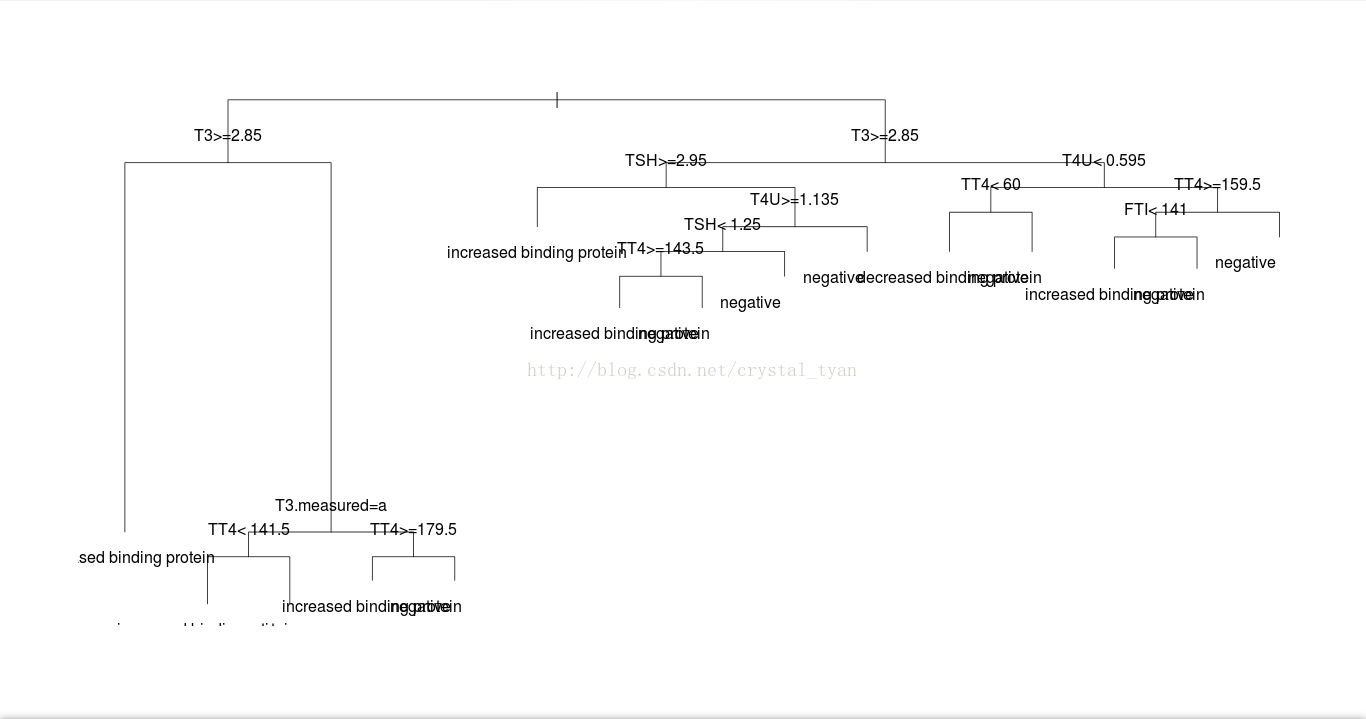 T3>=2.85
T3>=2.85
TSH>=2.95
T4U< 0.595
TT4< 60
TT4>=159.5
T4U>=1.135
FTI< 141
TSH< 1.25
TT4>=143.5
increased binding protein
negative
negative
decreased binding protein
negative
increased binding protein
negative
negative
increased binding protein
negative
http://blog.csdn.net/crystal_tyan
T3.measured=a
TT4< 141.5
TT4>=179.5
sed binding protein
increased binding protein
negative